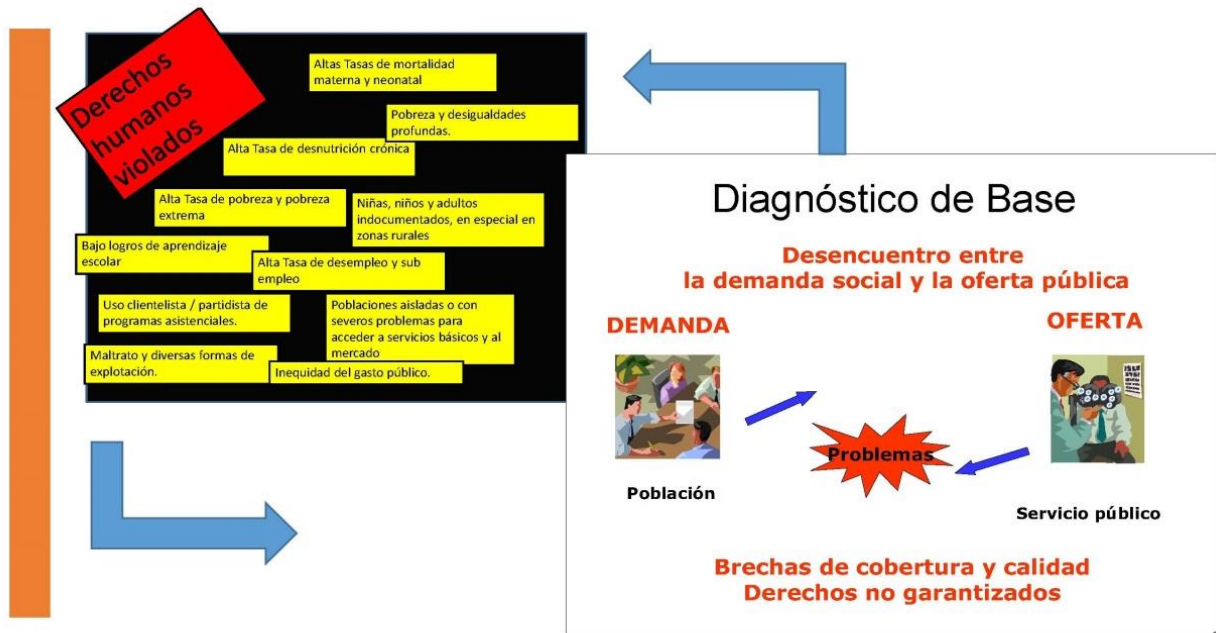 Derechos
humanos
violados
Altas Tasas de mortalidad
materna y neonatal
Pobreza y desigualdades
profundas.
Alta Tasa de desnutrición crónica
Alta Tasa de pobreza y pobreza
extrema
Niñas, niños y adultos
indocumentados, en especial en
zonas rurales
Bajo logros de aprendizaje
escolar
Alta Tasa de desempleo y sub
empleo
Uso clientelista / partidista de
programas asistenciales.
Poblaciones aisladas o con
severos problemas para
acceder a servicios básicos y al
mercado
Maltrato y diversas formas de
explotación.
Inequidad del gasto público.
Diagnóstico de Base
Desencuentro entre
la demanda social y la oferta pública
DEMANDA
OFERTA
Problemas
Población
Servicio público
Brechas de cobertura y calidad
Derechos no garantizados